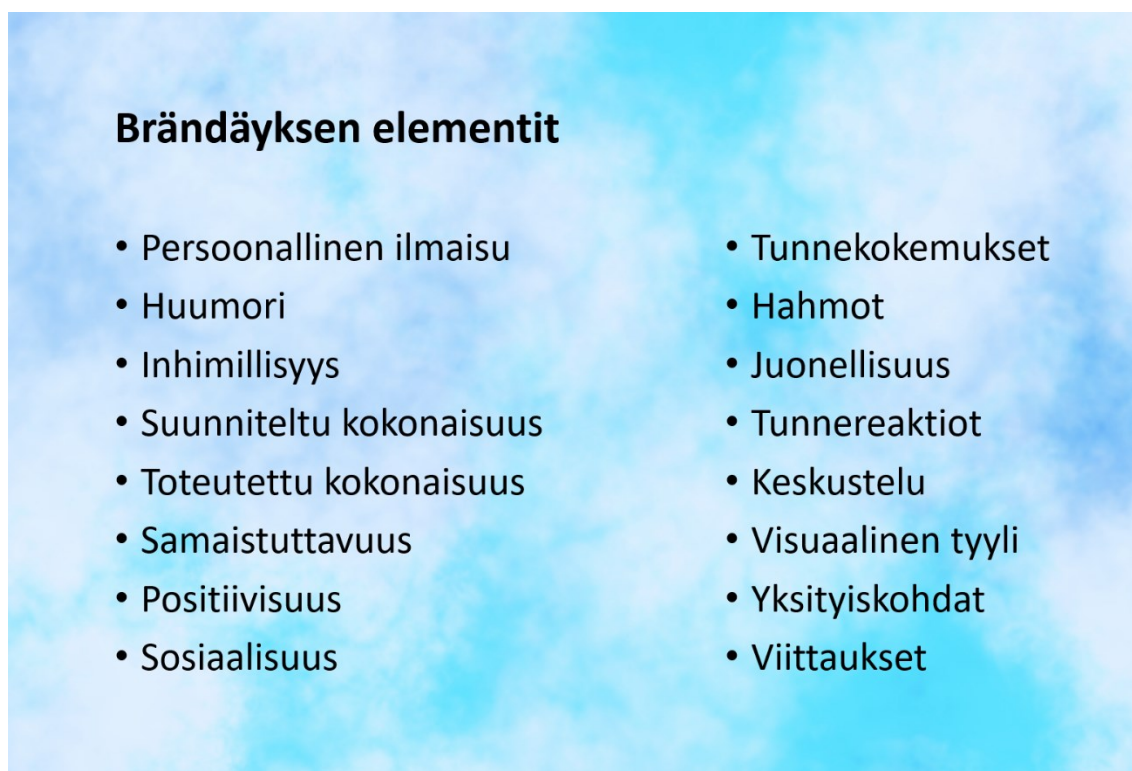 Brändäyksen elementit
• Persoonallinen ilmaisu
• Huumori
• Inhimillisyys
• Suunniteltu kokonaisuus
• Toteutettu kokonaisuus
• Samaistuttavuus
• Positiivisuus
• Sosiaalisuus
• Tunnekokemukset
• Hahmot
• Juonellisuus
• Tunnereaktiot
• Keskustelu
• Visuaalinen tyyli
• Yksityiskohdat
• Viittaukset